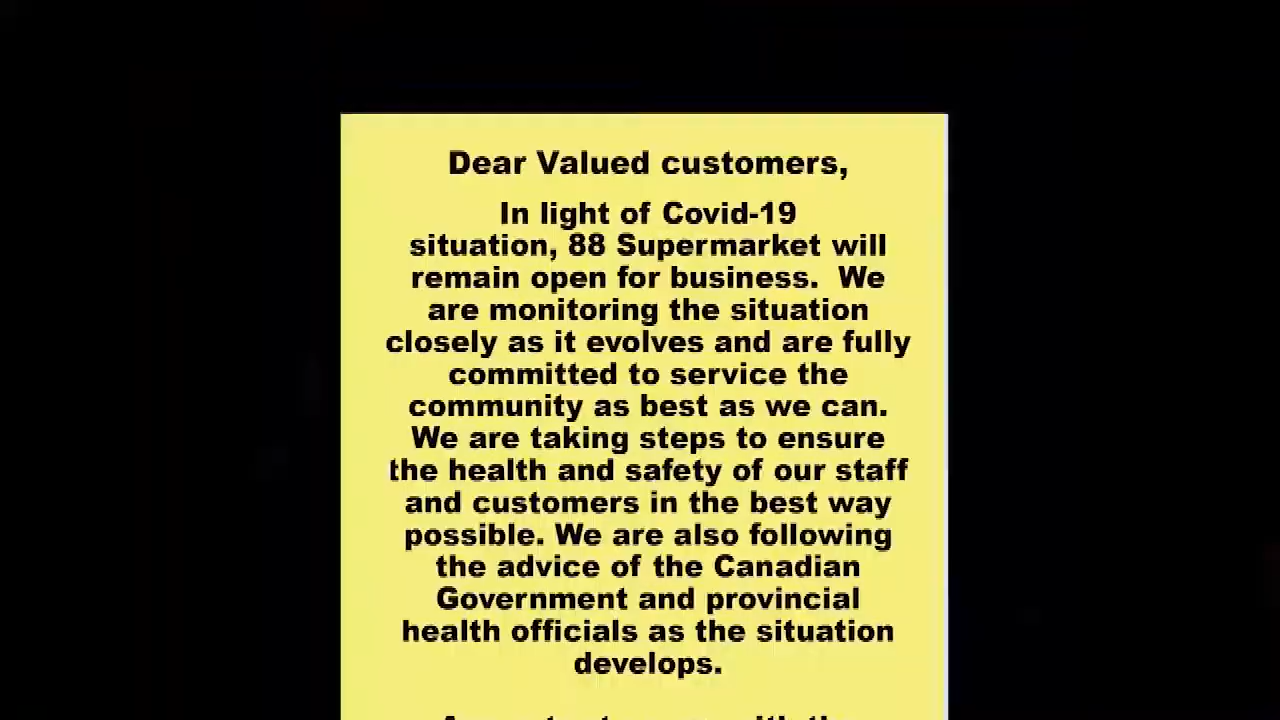 Dear Valued customers,
In light of Covid-19
situation, 88 Supermarket will
remain open for business.  We
are monitoring the situation
closely as it evolves and are fully
committed to service the
community as best as we can.
We are taking steps to ensure
the health and safety of our staff
and customers in the best way
possible. We are also following
the advice of the Canadian
Government and provincial
health officials as the situation
develops.